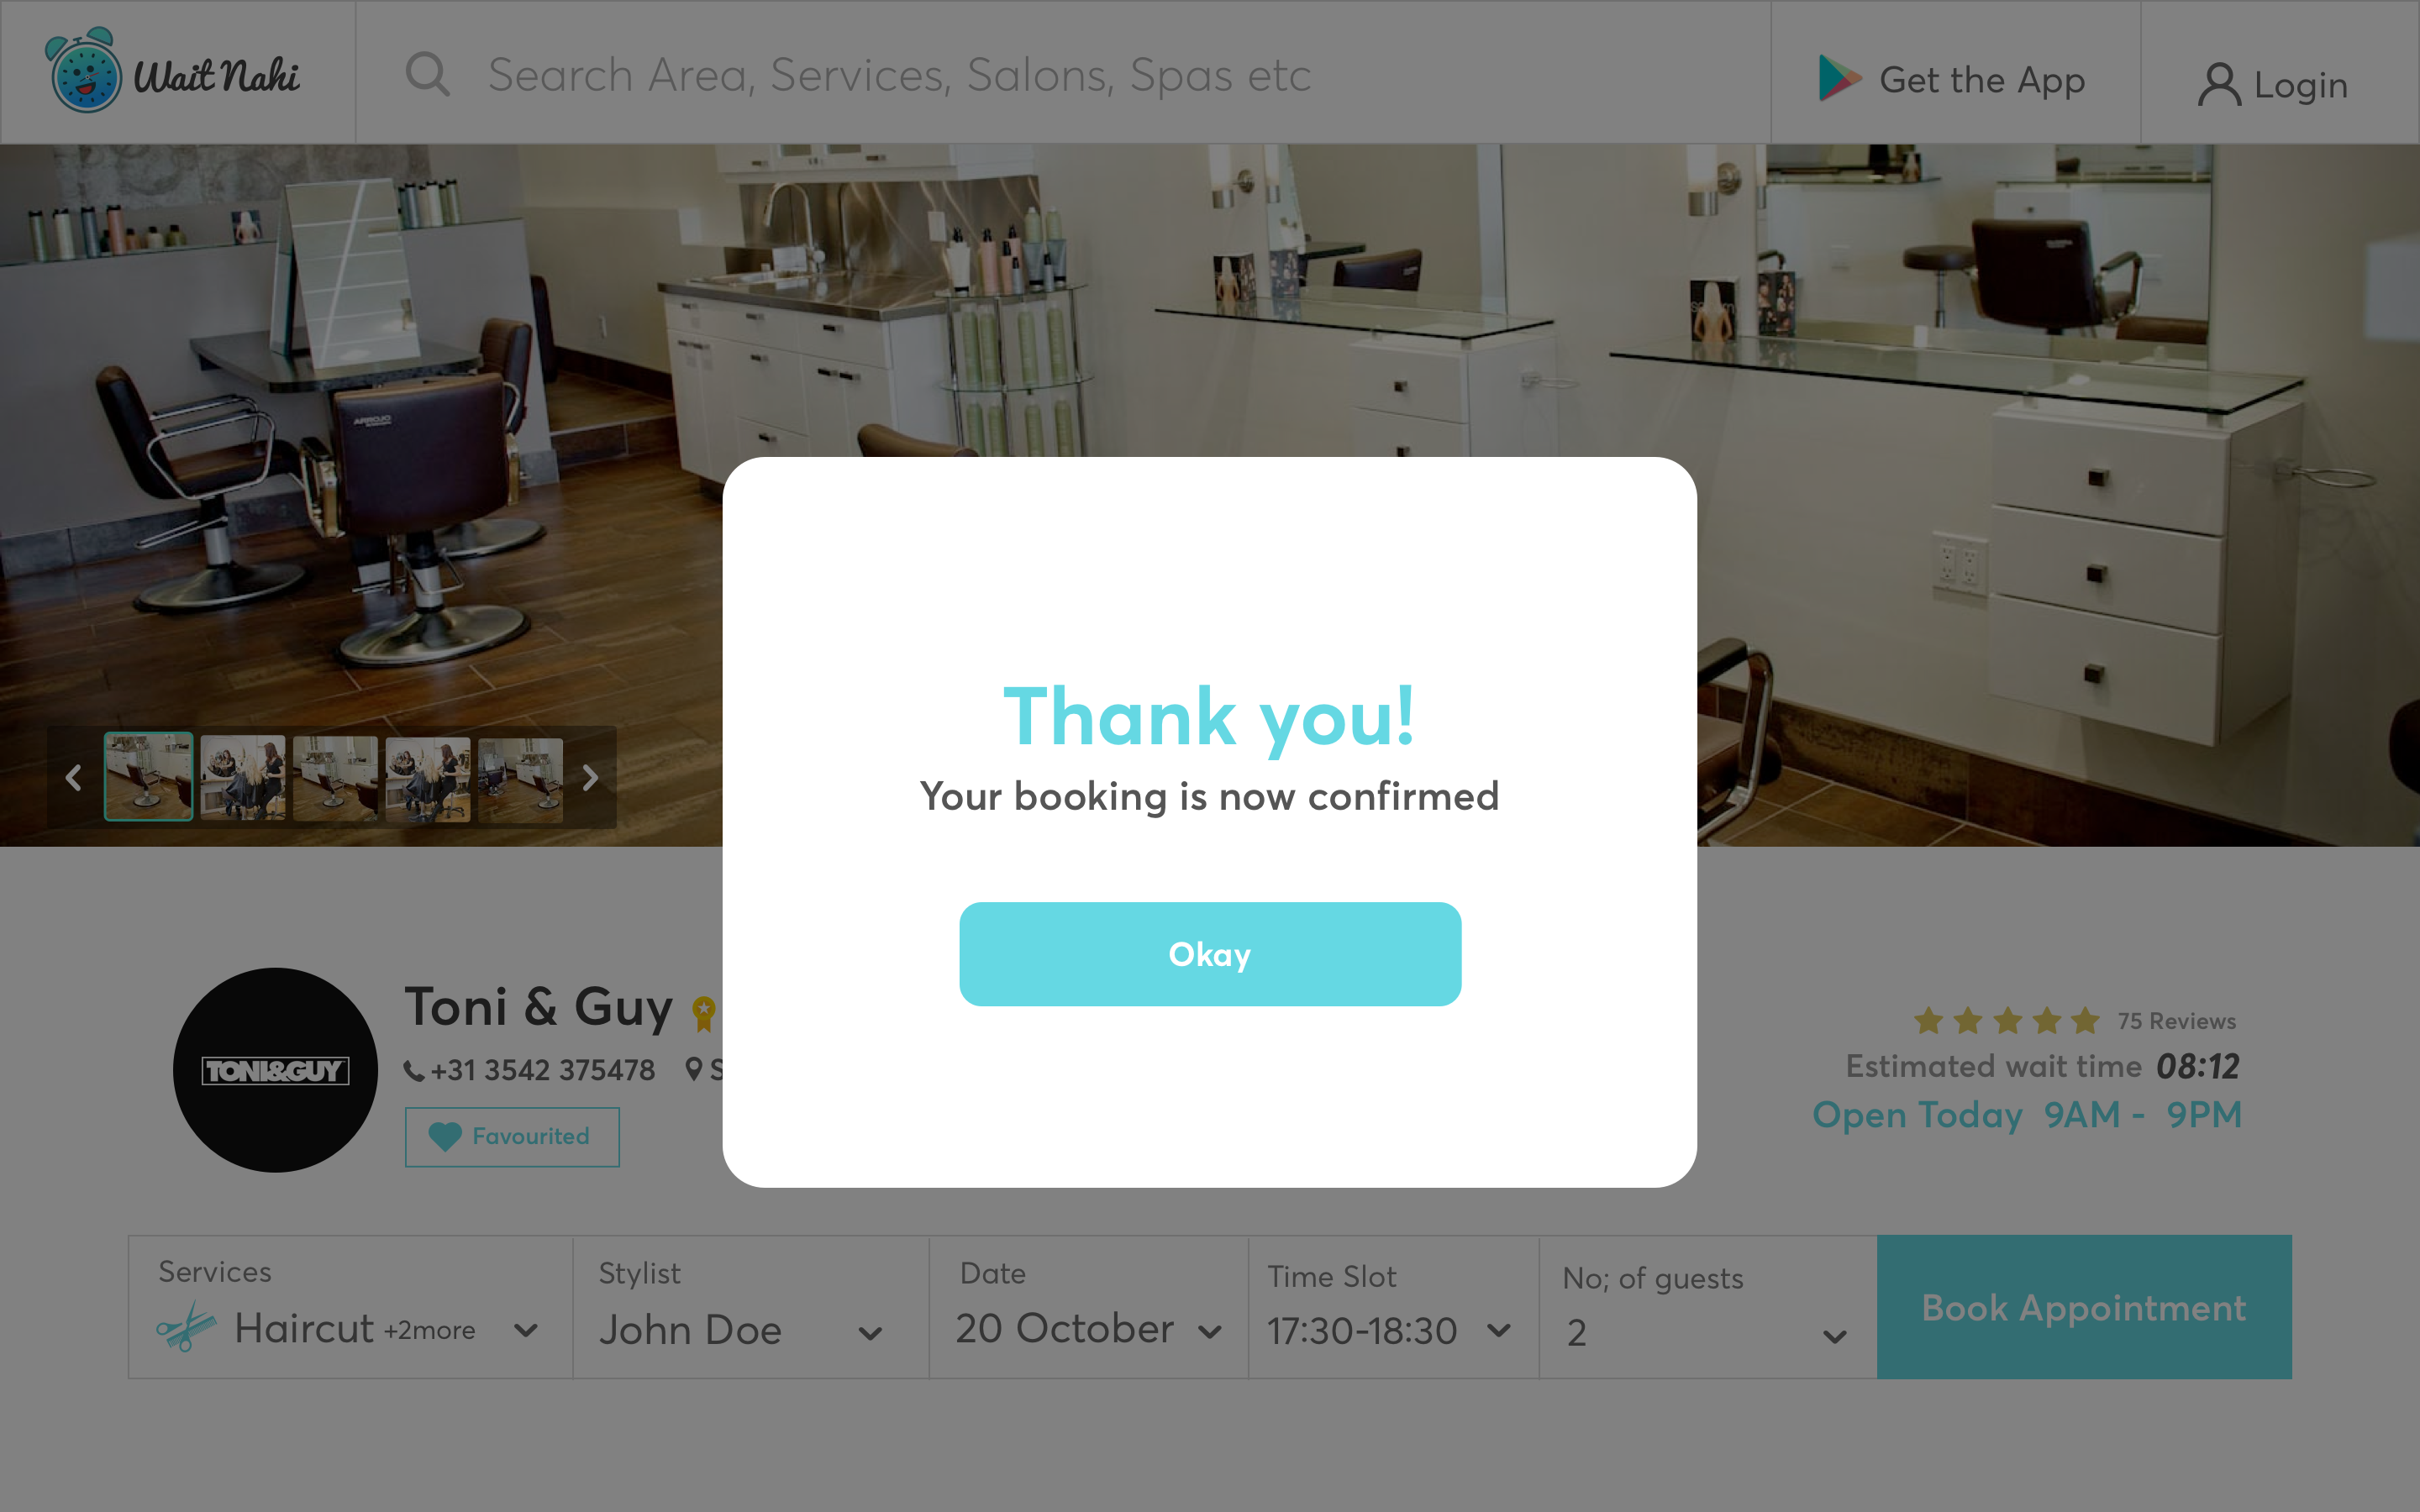 Wait Nahi
Search Area, Services, Salons, Spas etc
Get the App
Login
ARROJO
Thank you!
Your booking is now confirmed
Okay
Toni & Guy
TONI&GUY
+31 3542 375478
S
Favourited
75 Reviews
Estimated wait time 08:12
Open Today 9AM - 9PM
Services
Haircut +2more
Stylist
John Doe
Date
20 October
Time Slot
17:30-18:30
No; of guests
2
Book Appointment